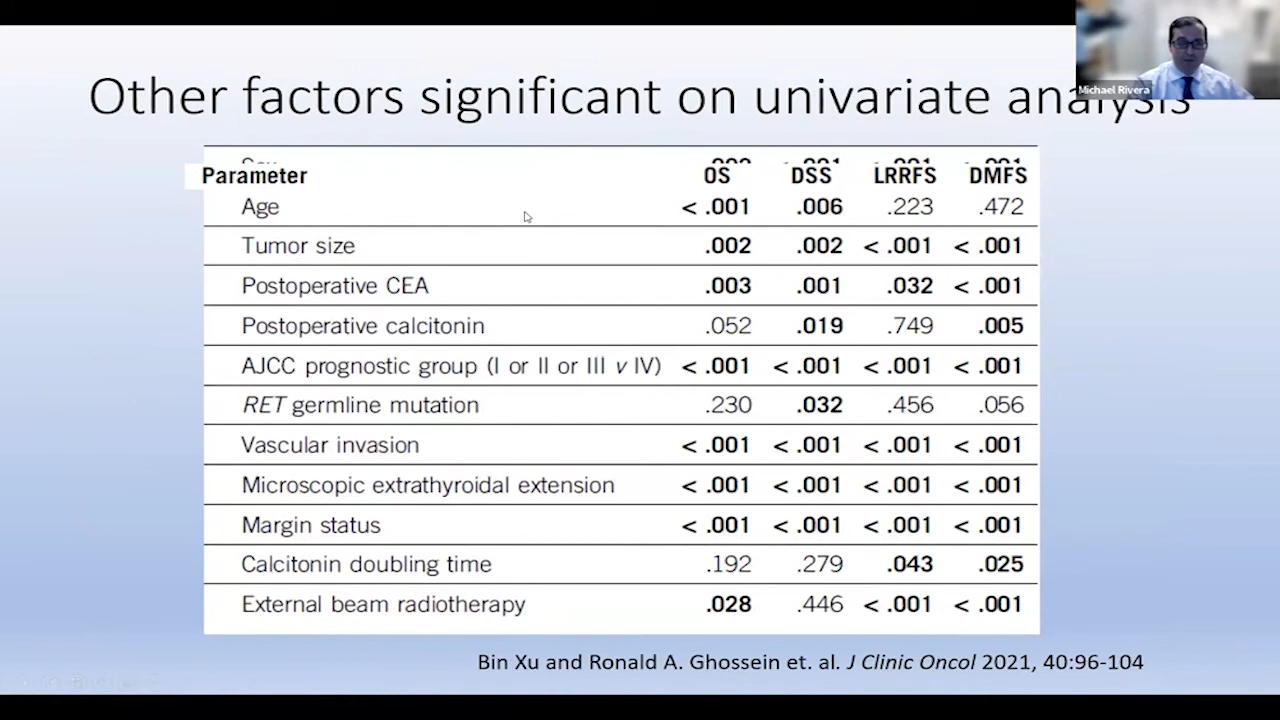 Other factors significant on univariate analysis
Michael Rivera
Parameter OS DSS LRRFS DMFS
Age < .001 .006 .223 .472
Tumor size .002 .002 < .001 < .001
Postoperative CEA .003 .001 .032 < .001
Postoperative calcitonin .052 .019 .749 .005
AJCC prognostic group (I or II or III v IV) < .001 < .001 < .001 < .001
RET germline mutation .230 .032 .456 .056
Vascular invasion < .001 < .001 < .001 < .001
Microscopic extrathyroidal extension < .001 < .001 < .001 < .001
Margin status < .001 < .001 < .001 < .001
Calcitonin doubling time .192 .279 .043 .025
External beam radiotherapy .028 .446 < .001 < .001
Bin Xu and Ronald A. Ghossein et. al. J Clinic Oncol 2021, 40:96-104